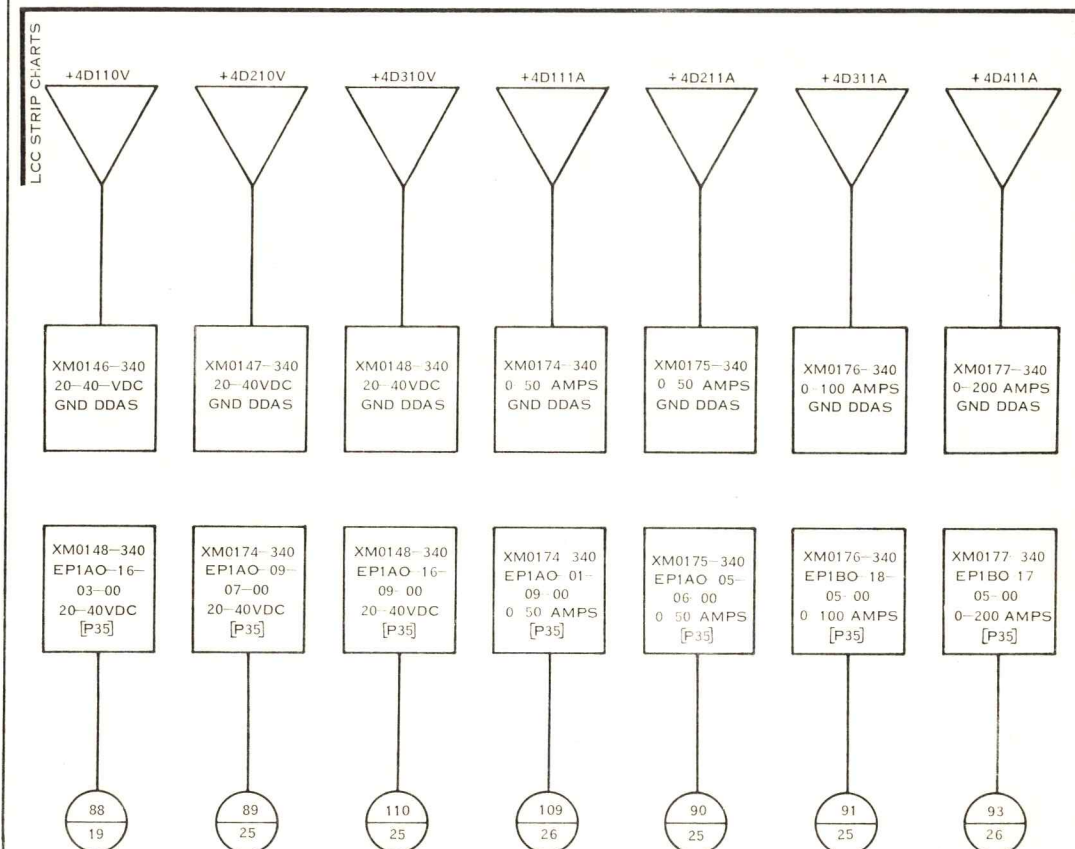 LCC STRIP CHARTS
+4D110V
+4D210V
+4D310V
+4D111A
+4D211A
+4D311A
+4D411A
XM0146-340
20-40-VDC
GND DDAS
XM0147-340
20-40VDC
GND DDAS
XM0148-340
20-40VDC
GND DDAS
XM0174-340
0 50 AMPS
GND DDAS
XM0175-340
0 50 AMPS
GND DDAS
XM0176-340
0-100 AMPS
GND DDAS
XM0177-340
0-200 AMPS
GND DDAS
XM0148-340
EP1AO-16-
03-00
20-40VDC
[P35]
XM0174-340
EP1AO-09-
07-00
20-40VDC
[P35]
XM0148-340
EP1AO-16-
09-00
20-40VDC
[P35]
XM0174 340
EP1AO 01-
09-00
0 50 AMPS
[P35]
XM0175-340
EP1AO 05-
06-00
0 50 AMPS
[P35]
XM0176-340
EP1BO-18-
05-00
0 100 AMPS
[P35]
XM0177-340
EP1BO 17
05-00
0-200 AMPS
[P35]
88
19
89
25
110
25
109
26
90
25
91
25
93
26